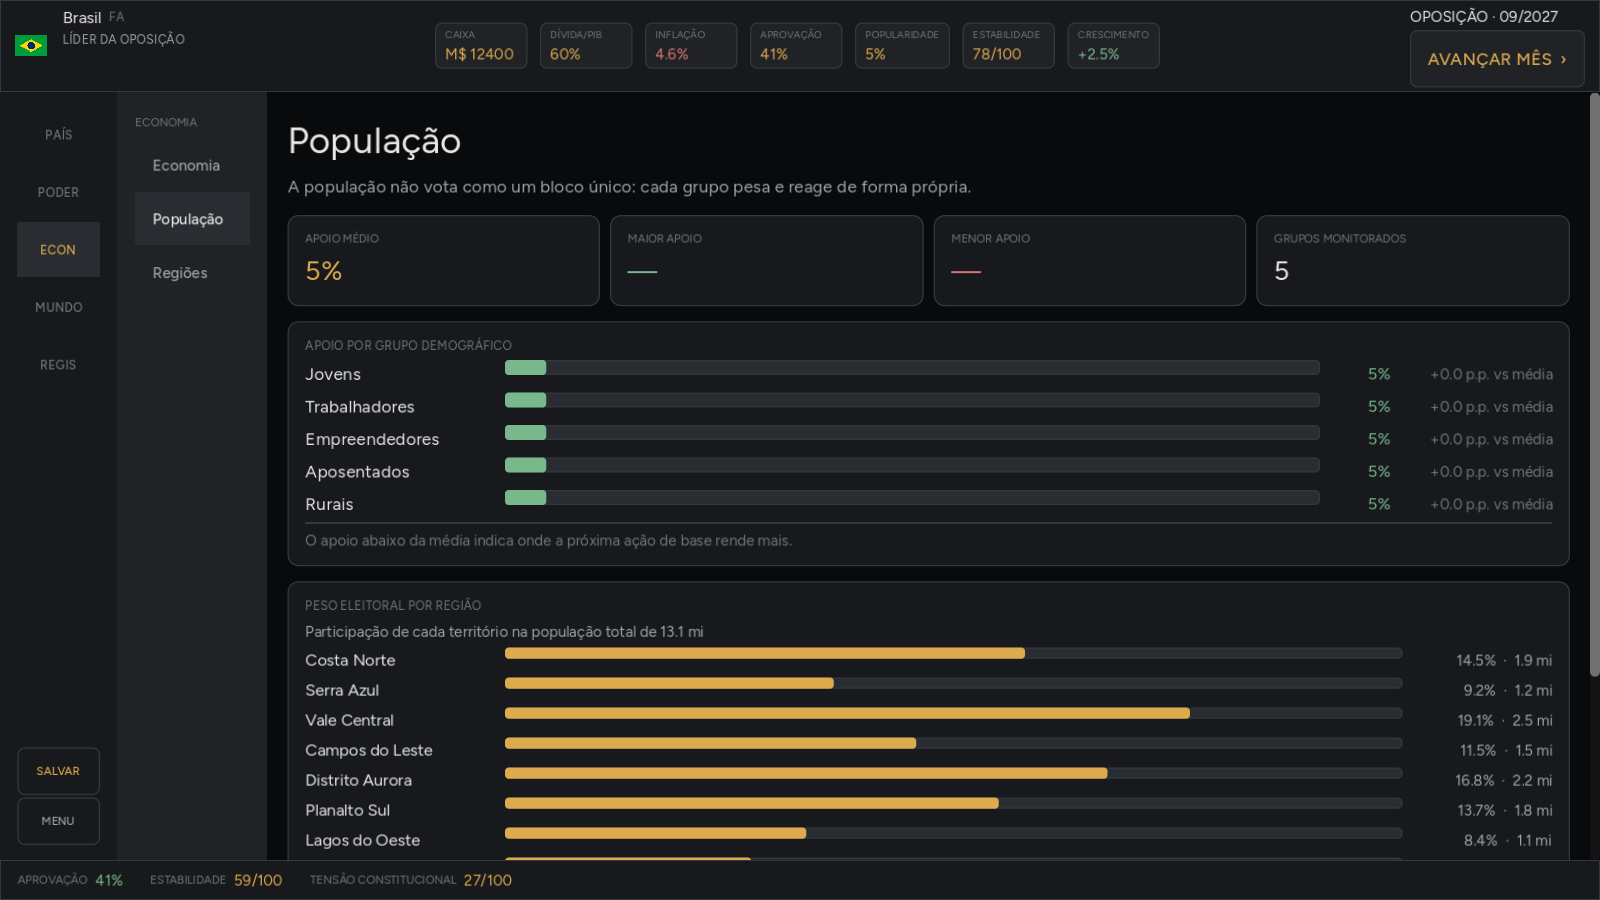 Brasil FA
LÍDER DA OPOSIÇÃO
CAIXA
M$ 12400
DÍVIDA/PIB
60%
INFLAÇÃO
4.6%
APROVAÇÃO
41%
POPULARIDADE
5%
ESTABILIDADE
78/100
CRESCIMENTO
+2.5%
OPOSIÇÃO · 09/2027
AVANÇAR MÊS ›
PAÍS
PODER
ECON
MUNDO
REGIS
SALVAR
MENU
ECONOMIA
Economia
População
Regiões
População
A população não vota como um bloco único: cada grupo pesa e reage de forma própria.
APOIO MÉDIO
5%
MAIOR APOIO
—
MENOR APOIO
—
GRUPOS MONITORADOS
5
APOIO POR GRUPO DEMOGRÁFICO
Jovens 5% +0.0 p.p. vs média
Trabalhadores 5% +0.0 p.p. vs média
Empreendedores 5% +0.0 p.p. vs média
Aposentados 5% +0.0 p.p. vs média
Rurais 5% +0.0 p.p. vs média
O apoio abaixo da média indica onde a próxima ação de base rende mais.
PESO ELEITORAL POR REGIÃO
Participação de cada território na população total de 13.1 mi
Costa Norte 14.5% · 1.9 mi
Serra Azul 9.2% · 1.2 mi
Vale Central 19.1% · 2.5 mi
Campos do Leste 11.5% · 1.5 mi
Distrito Aurora 16.8% · 2.2 mi
Planalto Sul 13.7% · 1.8 mi
Lagos do Oeste 8.4% · 1.1 mi
APROVAÇÃO 41% ESTABILIDADE 59/100 TENSÃO CONSTITUCIONAL 27/100